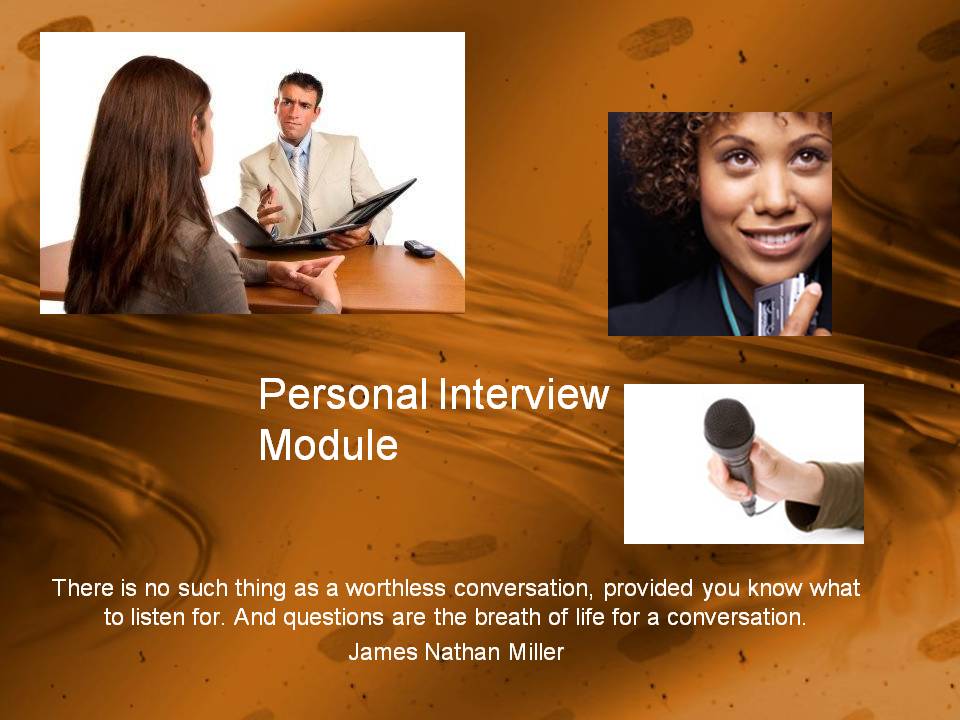 Personal Interview
Module
There is no such thing as a worthless conversation, provided you know what
to listen for. And questions are the breath of life for a conversation.
James Nathan Miller